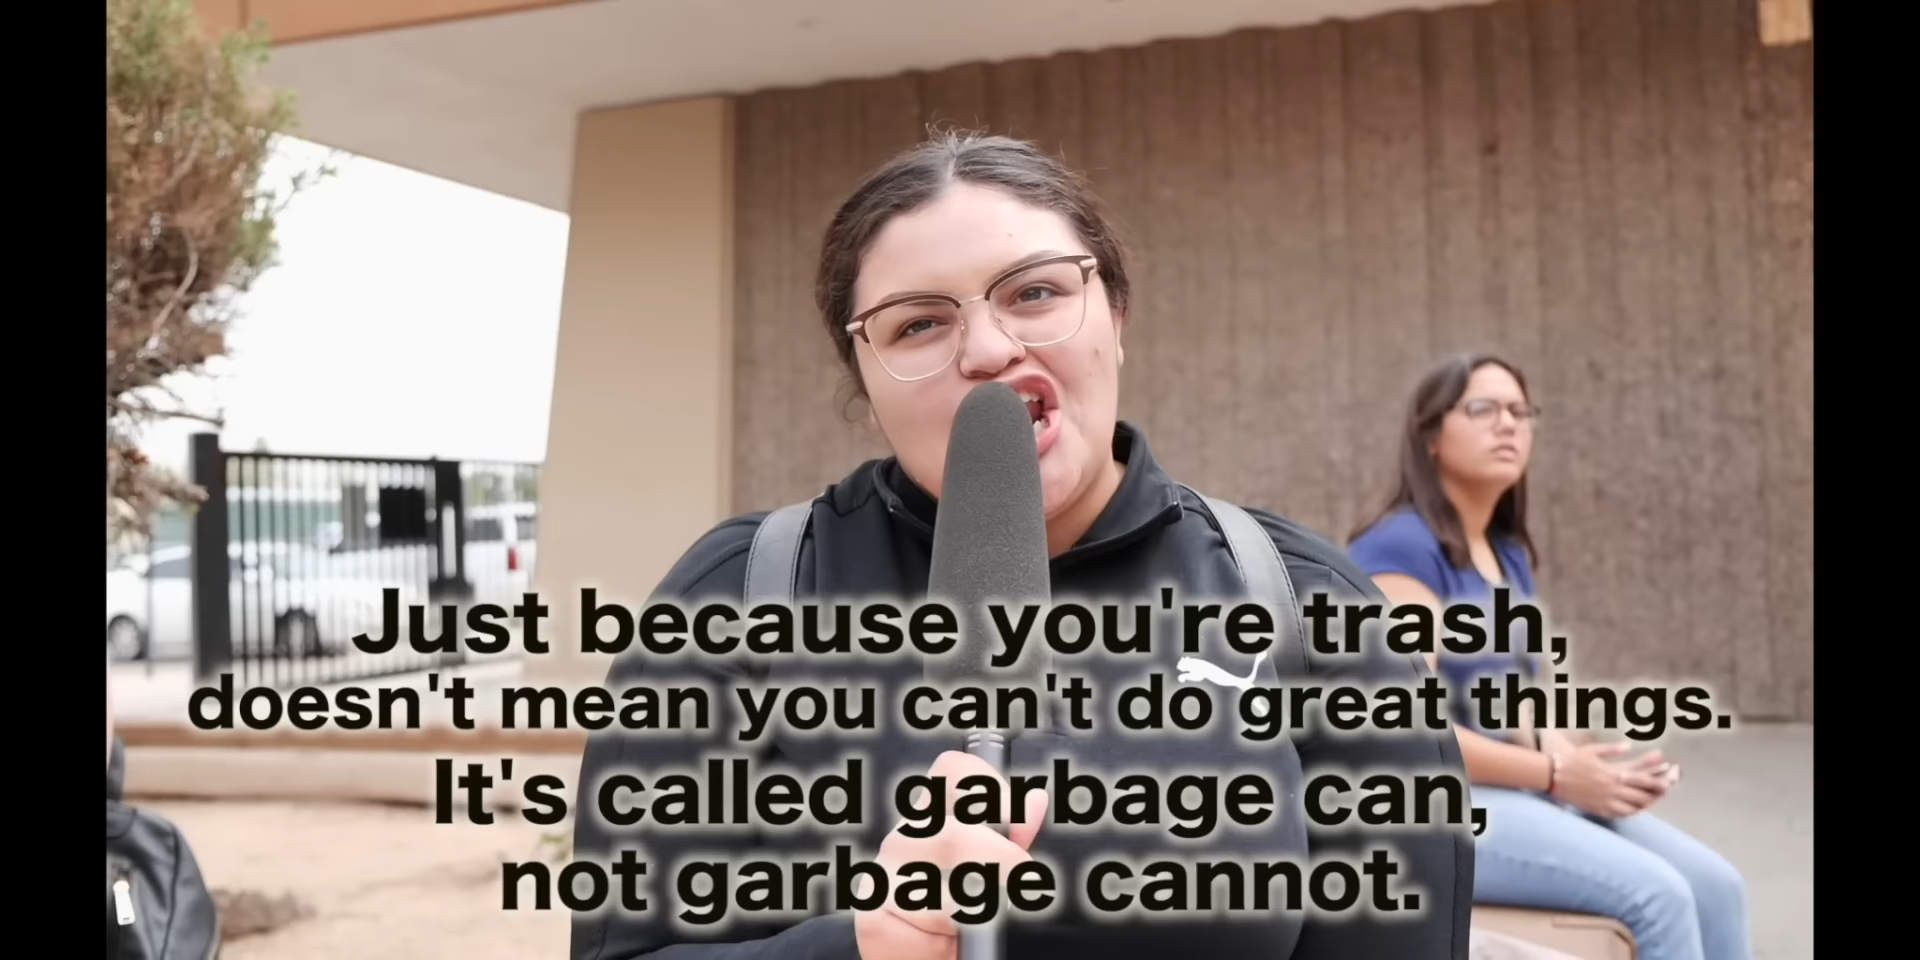 Just because you're trash,
doesn't mean you can't do great things.
It's called garbage can,
not garbage cannot.